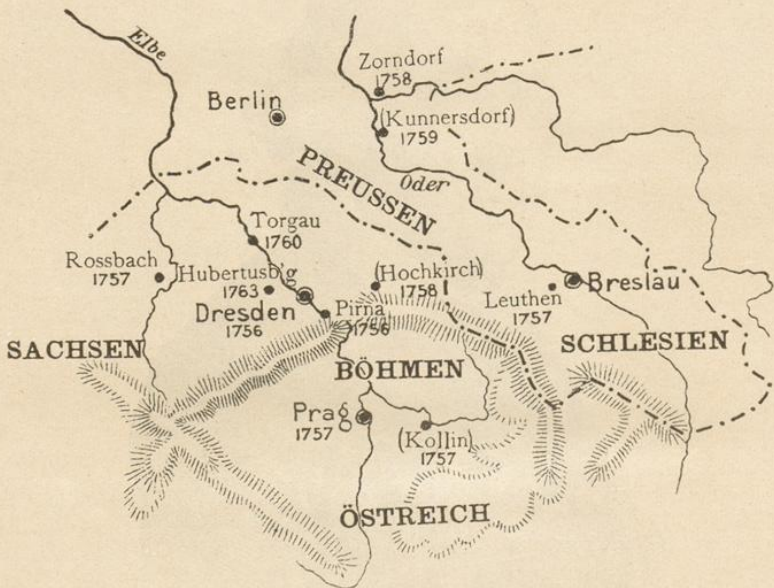 Elbe
Zorndorf
1758
Berlin
(Kunnersdorf)
1759
PREUSSEN
Oder
Torgau
1760
Rossbach
1757
Hubertusb'g
1763
(Hochkirch)
1758
Breslau
Leuthen
1757
Dresden
1756
Pirna
1756
SACHSEN
BÖHMEN
SCHLESIEN
Prag
1757
(Kollin)
1757
ÖSTREICH